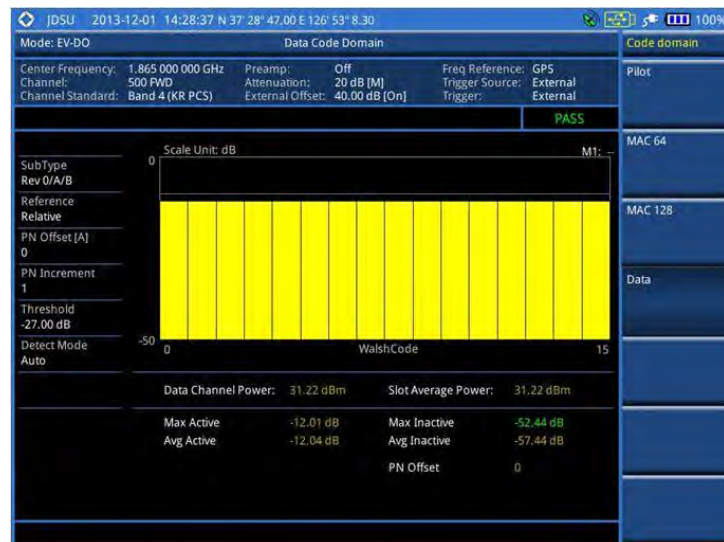 JDSU 2013-12-01 14:28:37 N 37° 28" 47.00 E 126° 53" 8.30 100%
Mode: EV-DO Data Code Domain Code domain
Center Frequency: 1.865 000 000 GHz Preamp: Off Freq Reference: GPS
Channel: 500 FWD Attenuation: 20 dB [M] Trigger Source: External
Channel Standard: Band 4 (KR PCS) External Offset: 40.00 dB [On] Trigger: External
Pilot
PASS
MAC 64
Scale Unit: dB M1: --
0
SubType
Rev 0/A/B
Reference
Relative
MAC 128
PN Offset [A]
0
PN Increment
1
Data
Threshold
-27.00 dB
Detect Mode
Auto
-50 0 WalshCode 15
Data Channel Power: 31.22 dBm Slot Average Power: 31.22 dBm
Max Active -12.01 dB Max Inactive -52.44 dB
Avg Active -12.04 dB Avg Inactive -57.44 dB
PN Offset 0